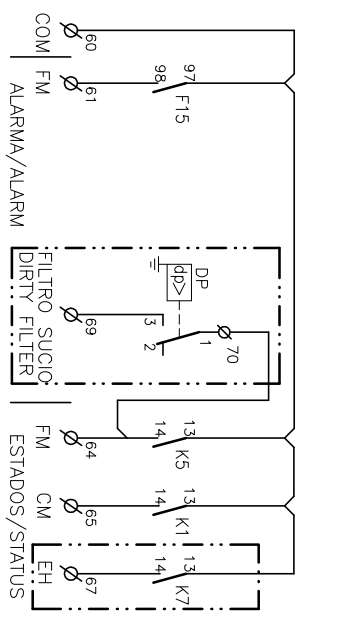 COM
60
FM
61
98
97
F15
ALARMA/ALARM
FILTRO SUCIO
DIRTY FILTER
69
DP
dp>
3
2
1
70
FM
64
14
13
K5
CM
65
14
13
K1
ESTADOS/STATUS
EH
67
14
13
K7